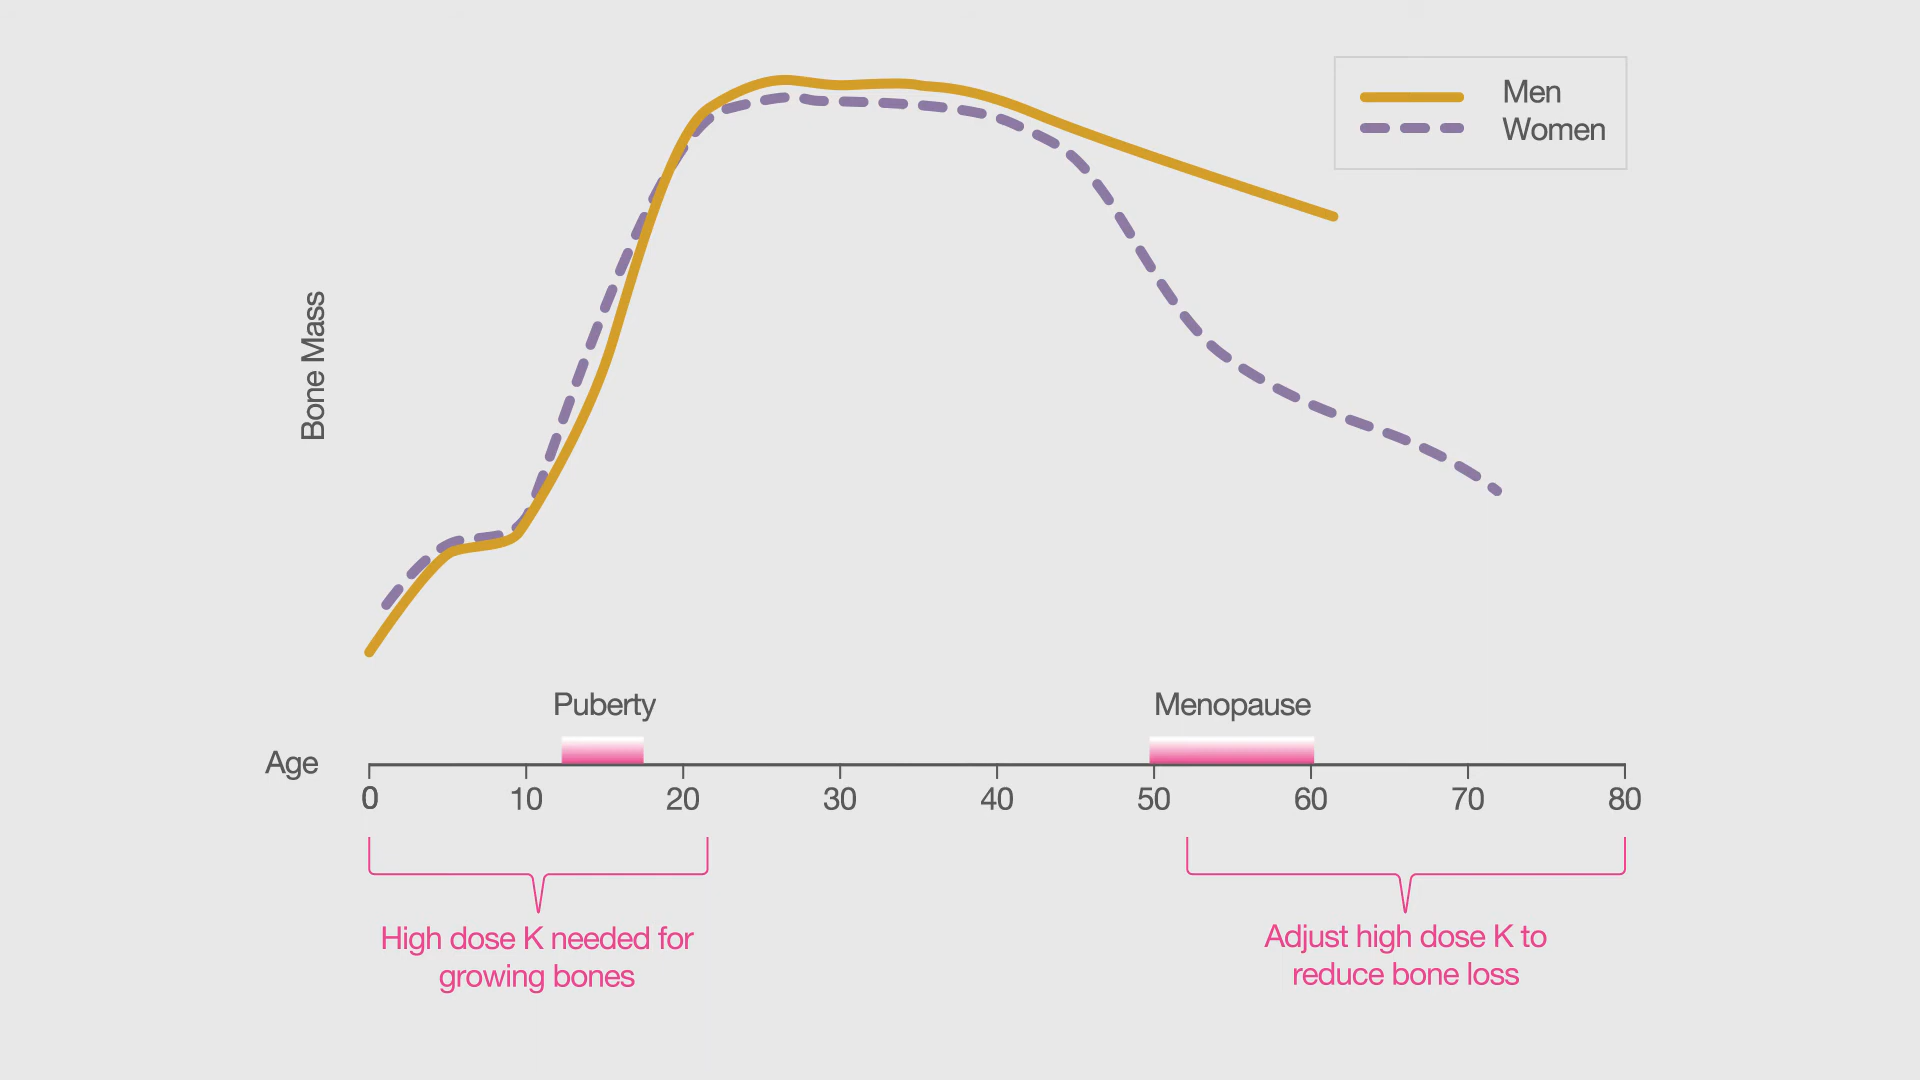 Men
Women
Bone Mass
Puberty
Menopause
Age
0 10 20 30 40 50 60 70 80
High dose K needed for
growing bones
Adjust high dose K to
reduce bone loss